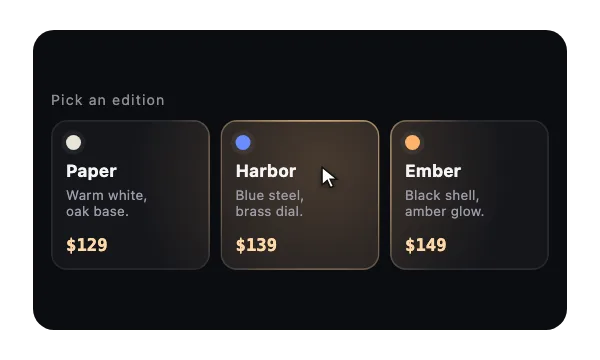 Pick an edition
Paper
Warm white,
oak base.
$129
Harbor
Blue steel,
brass dial.
$139
Ember
Black shell,
amber glow.
$149